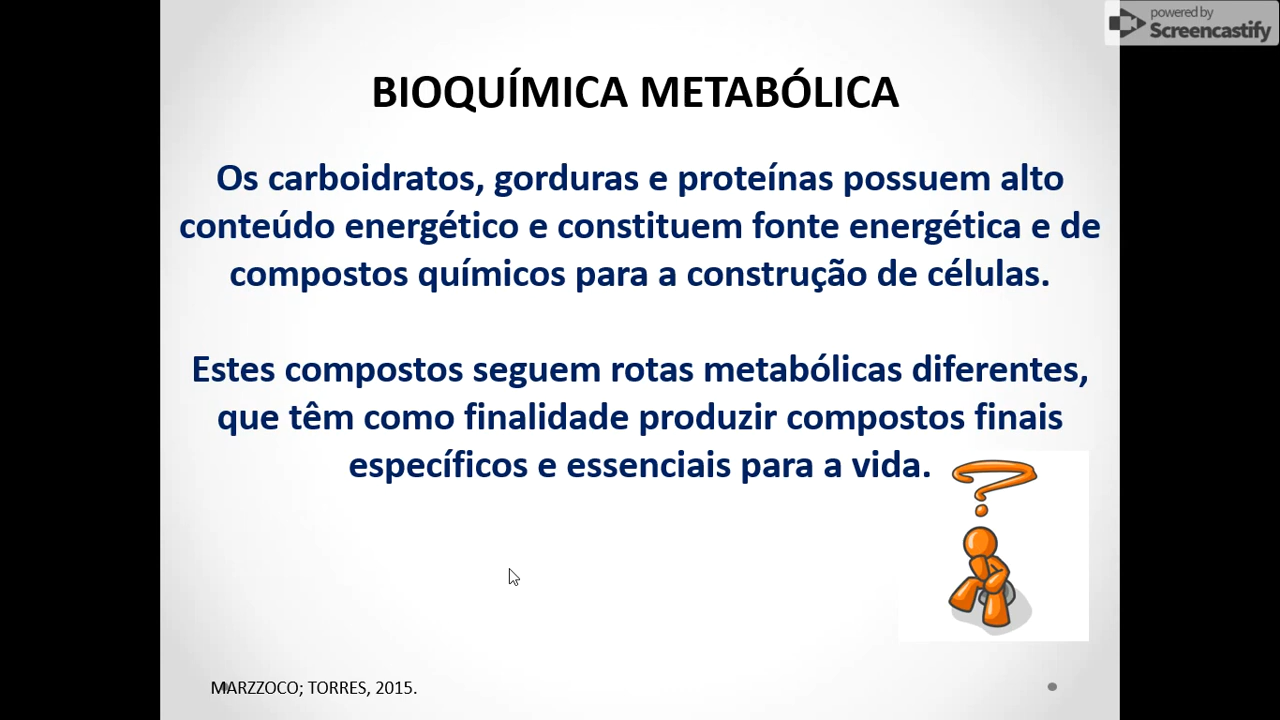 powered by
Screencastify
BIOQUÍMICA METABÓLICA
Os carboidratos, gorduras e proteínas possuem alto
conteúdo energético e constituem fonte energética e de
compostos químicos para a construção de células.
Estes compostos seguem rotas metabólicas diferentes,
que têm como finalidade produzir compostos finais
específicos e essenciais para a vida.
MARZZOCO; TORRES, 2015.